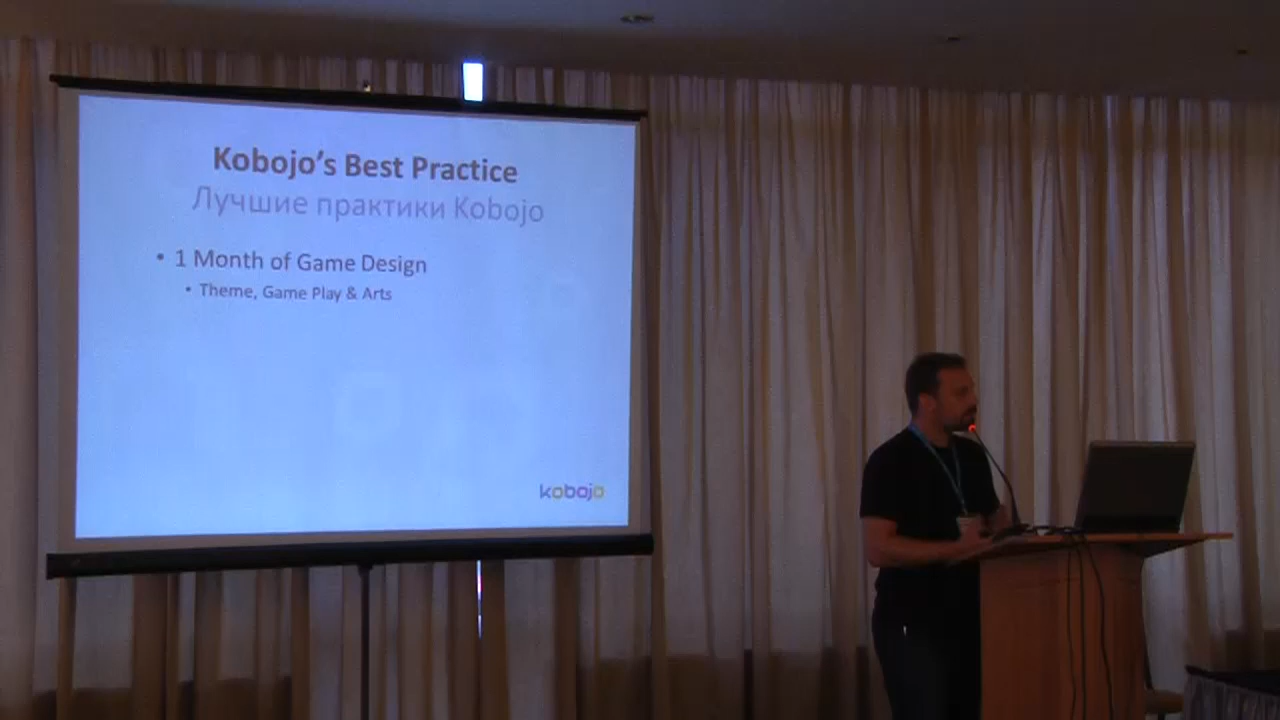 Kobojo's Best Practice
Лучшие практики Kobojo
• 1 Month of Game Design
• Theme, Game Play & Arts
kobojo